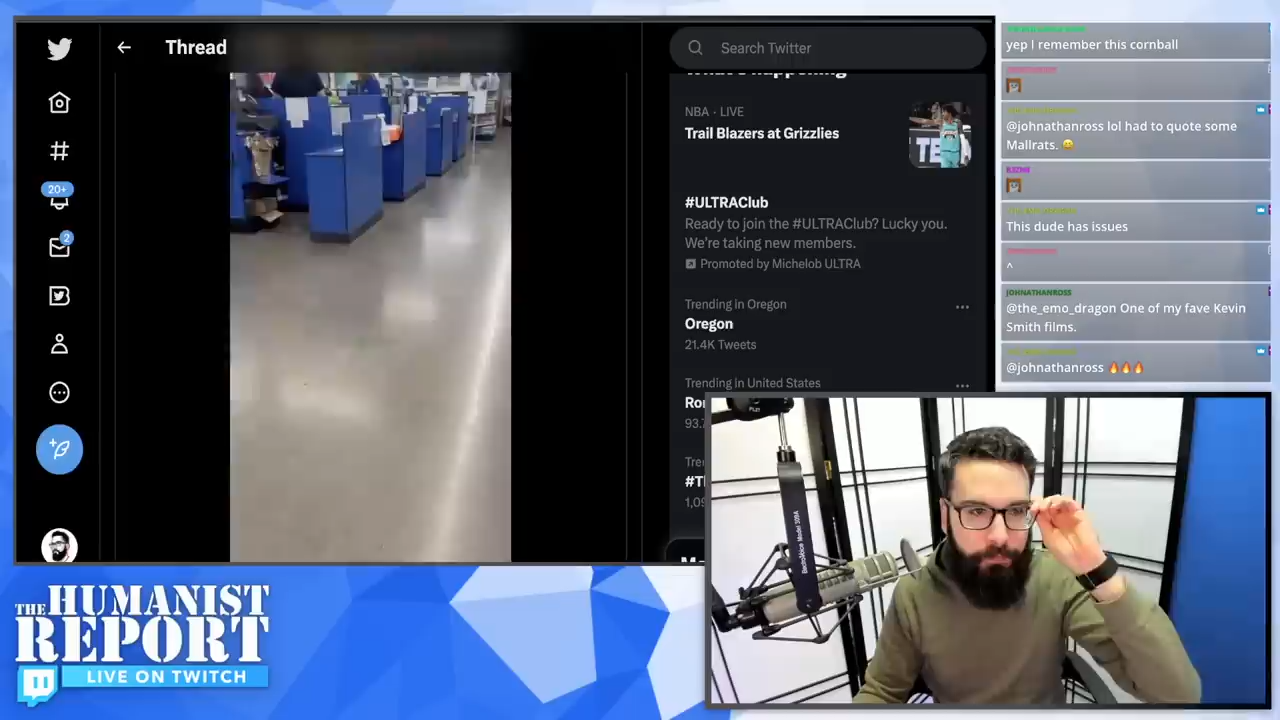 Thread
Search Twitter
20+
2
What's happening
NBA · LIVE
Trail Blazers at Grizzlies
#ULTRAClub
Ready to join the #ULTRAClub? Lucky you.
We're taking new members.
Promoted by Michelob ULTRA
Trending in Oregon
Oregon
21.4K Tweets
Trending in United States
93.
yep I remember this cornball
@johnathanross lol had to quote some
Mallrats. 😄
This dude has issues
^
JOHNATHANROSS
@the_emo_dragon One of my fave Kevin
Smith films.
@johnathanross 🔥🔥🔥
THE HUMANIST
REPORT
LIVE ON TWITCH